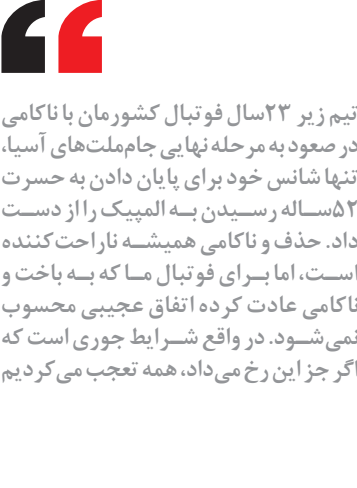 تیم زیر ۲۳سال فوتبال کشورمان با ناکامی
در صعود به مرحله نهایی جام‌ملت‌های آسیا،
تنها شانس خود برای پایان دادن به حسرت
۵۲ساله رسیدن به المپیک را از دست
داد. حذف و ناکامی همیشه ناراحت‌کننده
است، اما برای فوتبال ما که به باخت و
ناکامی عادت کرده اتفاق عجیبی محسوب
نمی‌شود. در واقع شرایط جوری است که
اگر جز این رخ می‌داد، همه تعجب می‌کردیم